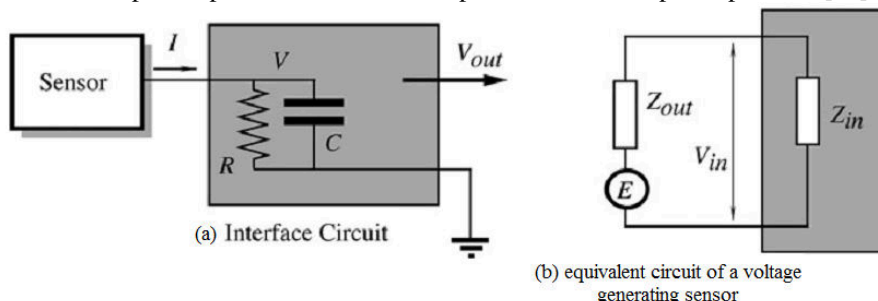 I
V
V_out
Sensor
R
C
(a) Interface Circuit
Z_out
Z_in
V_in
E
(b) equivalent circuit of a voltage
generating sensor